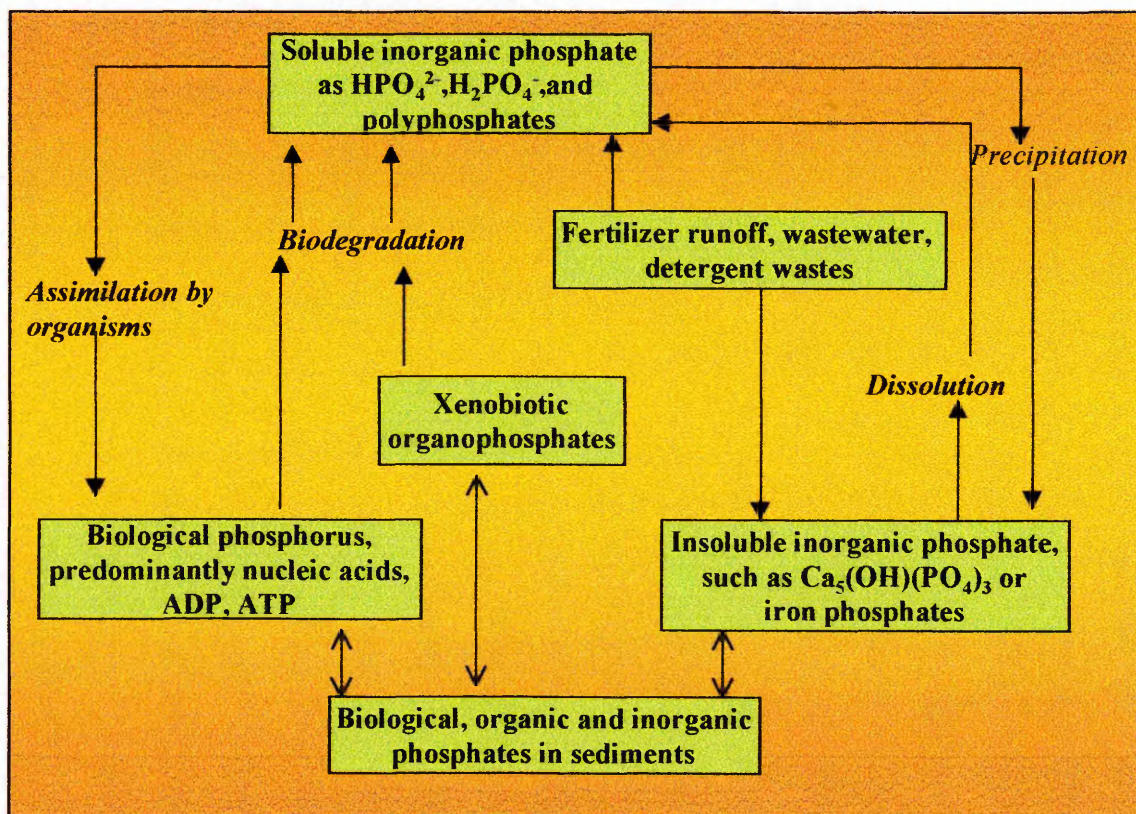 Soluble inorganic phosphate
as HPO₄²⁻,H₂PO₄⁻,and
polyphosphates
Precipitation
Biodegradation
Fertilizer runoff, wastewater,
detergent wastes
Assimilation by
organisms
Xenobiotic
organophosphates
Dissolution
Biological phosphorus,
predominantly nucleic acids,
ADP, ATP
Insoluble inorganic phosphate,
such as Ca₅(OH)(PO₄)₃ or
iron phosphates
Biological, organic and inorganic
phosphates in sediments